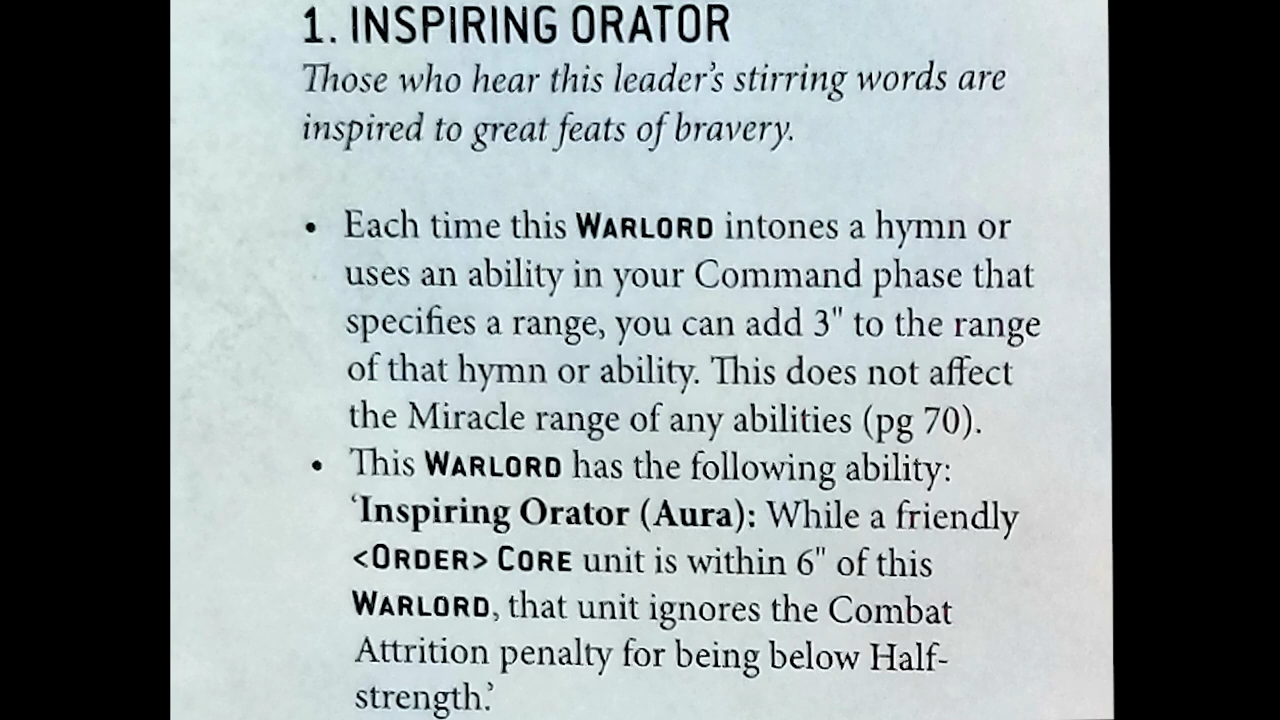 1. INSPIRING ORATOR
Those who hear this leader's stirring words are
inspired to great feats of bravery.
• Each time this WARLORD intones a hymn or
uses an ability in your Command phase that
specifies a range, you can add 3" to the range
of that hymn or ability. This does not affect
the Miracle range of any abilities (pg 70).
• This WARLORD has the following ability:
‘Inspiring Orator (Aura): While a friendly
<ORDER> CORE unit is within 6" of this
WARLORD, that unit ignores the Combat
Attrition penalty for being below Half-
strength.’